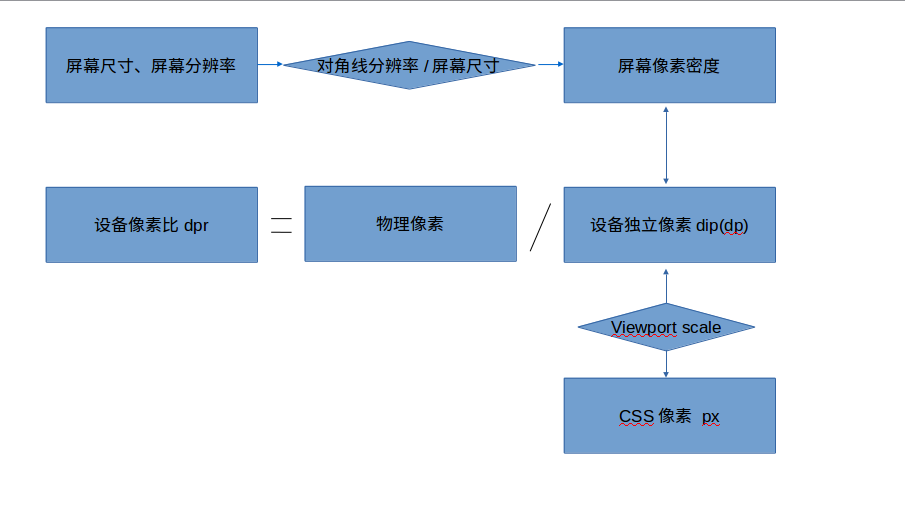 屏幕尺寸、屏幕分辨率
对角线分辨率 / 屏幕尺寸
屏幕像素密度
设备像素比 dpr
=
物理像素
/
设备独立像素 dip(dp)
Viewport scale
CSS 像素 px